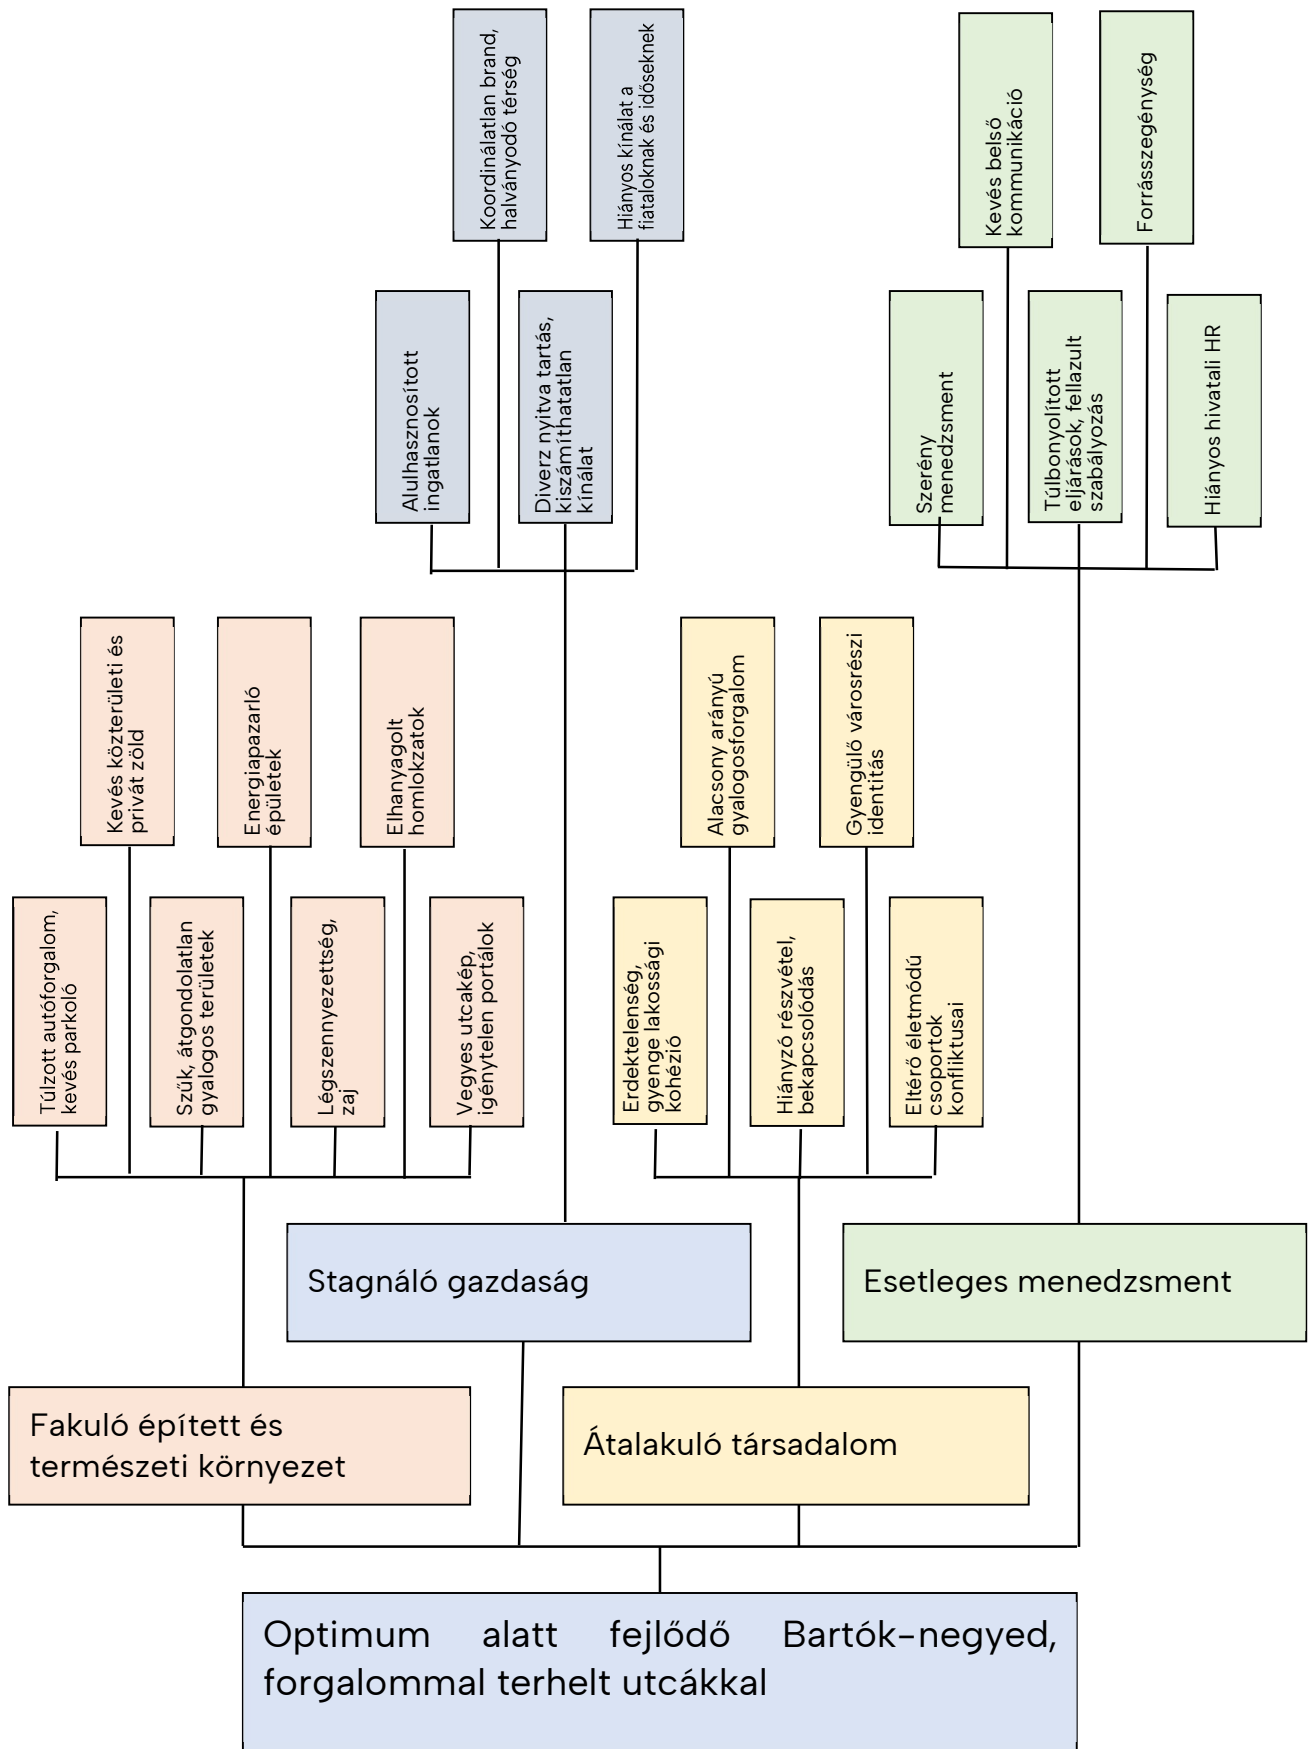 Koordinálatlan brand,
halványodó térség
Hiányos kínálat a
fiataloknak és időseknek
Kevés belső
kommunikáció
Forrásszegénység
Alulhasznosított
ingatlanok
Diverz nyitva tartás,
kiszámíthatatlan
kínálat
Szerény
menedzsment
Túlbonyolított
eljárások, fellazult
szabályozás
Hiányos hivatali HR
Kevés közterületi és
privát zöld
Energiapazarló
épületek
Elhanyagolt
homlokzatok
Alacsony arányú
gyalogosforgalom
Gyengülő városrészi
identitás
Túlzott autóforgalom,
kevés parkoló
Szűk, átgondolatlan
gyalogos területek
Légszennyezettség,
zaj
Vegyes utcakép,
igénytelen portálok
Erdektelenség,
gyenge lakossági
kohézió
Hiányzó részvétel,
bekapcsolódás
Eltérő életmódú
csoportok
konfliktusai
Stagnáló gazdaság
Esetleges menedzsment
Fakuló épített és
természeti környezet
Átalakuló társadalom
Optimum alatt fejlődő Bartók-negyed,
forgalommal terhelt utcákkal